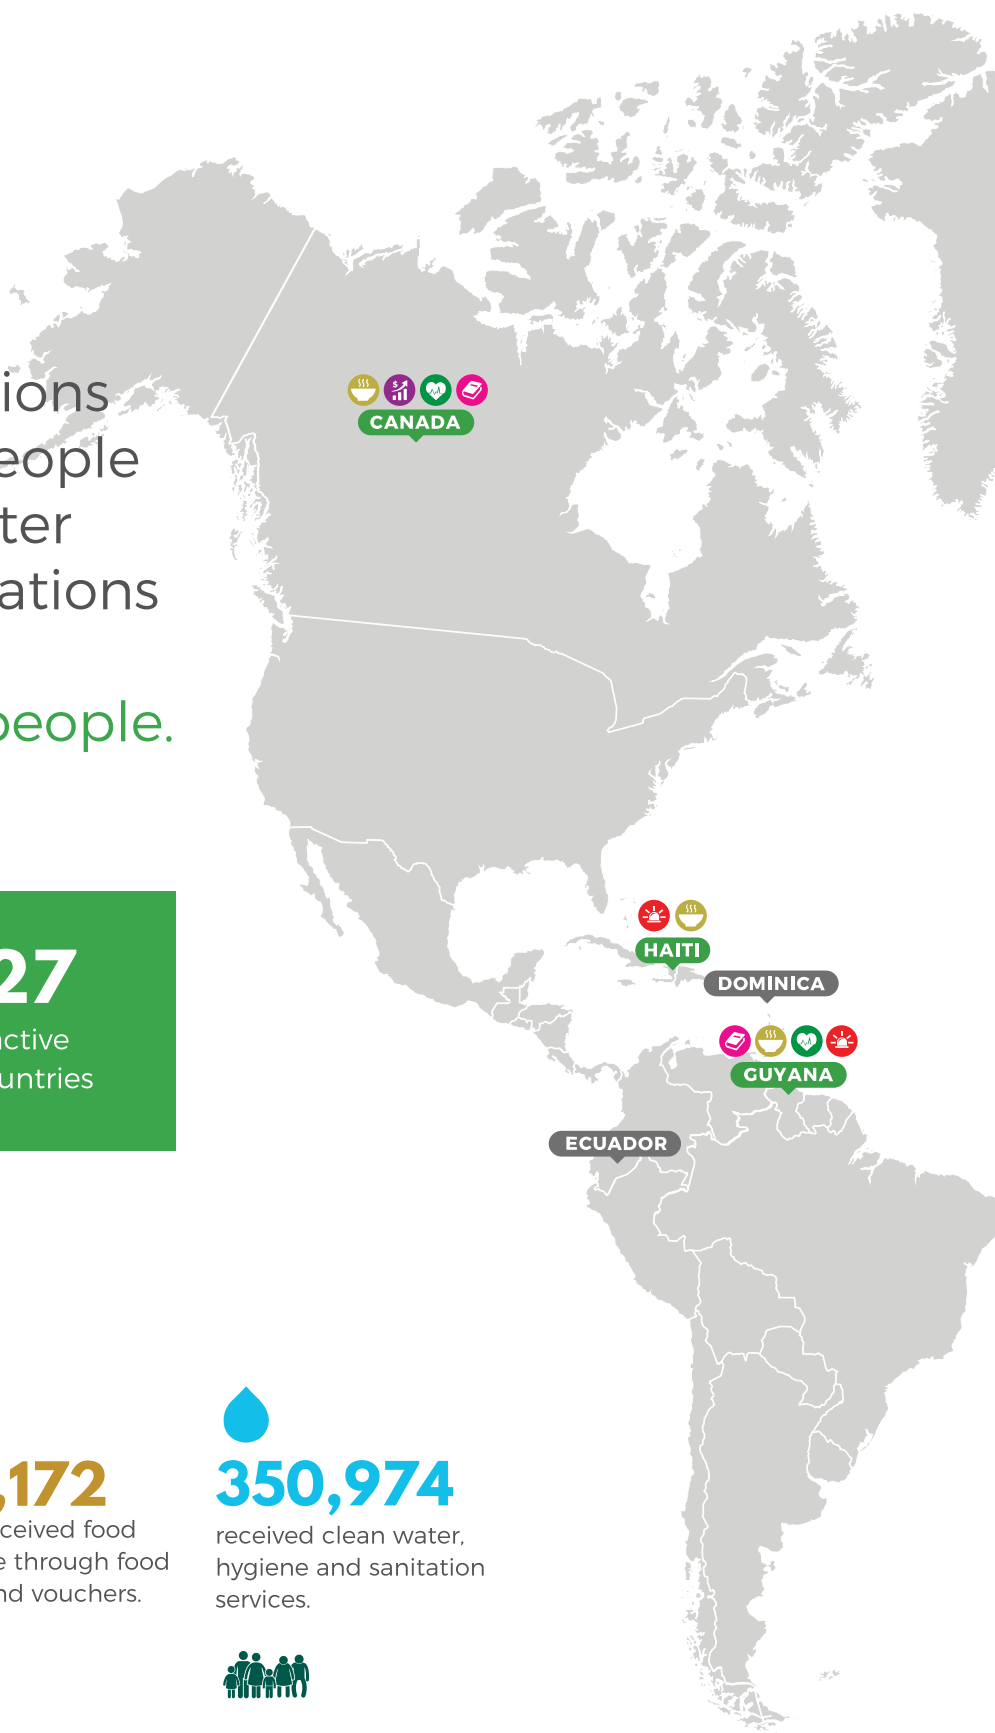 ions
eople
ter
ations
people.
CANADA
27
active
untries
HAITI
DOMINICA
GUYANA
ECUADOR
,172
ceived food
e through food
nd vouchers.
350,974
received clean water,
hygiene and sanitation
services.